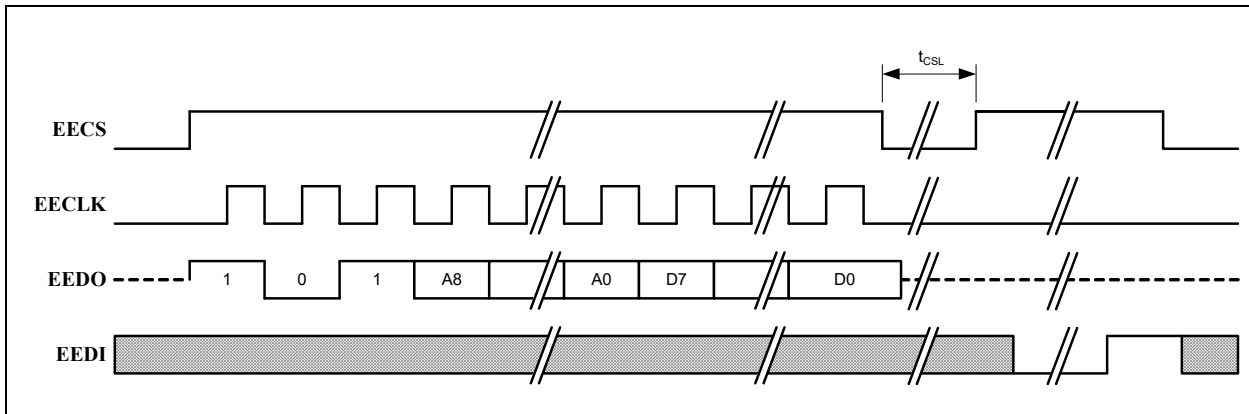 tCSL
EECS
EECLK
EEDO 1 0 1 A8 A0 D7 D0
EEDI